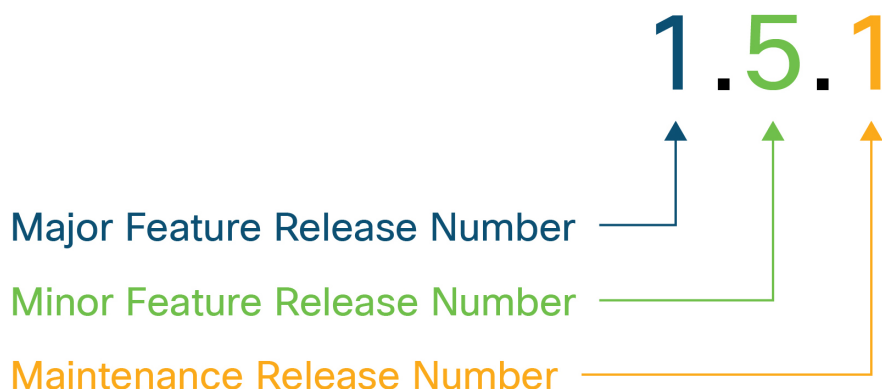 1.5.1
Major Feature Release Number
Minor Feature Release Number
Maintenance Release Number